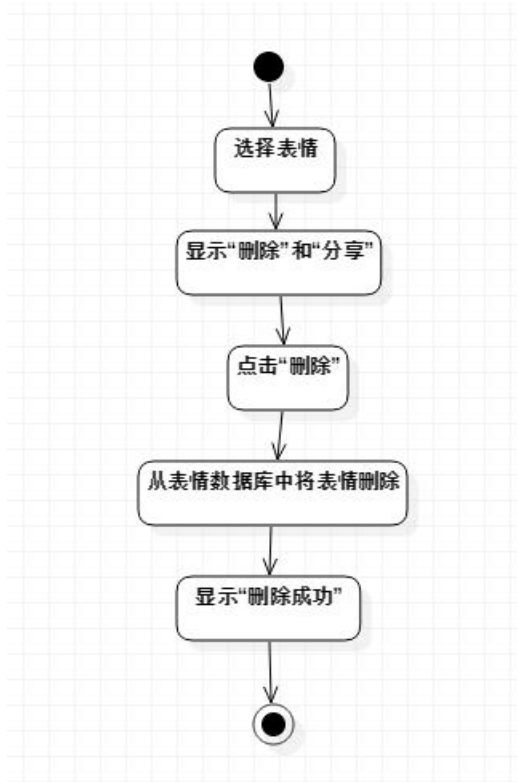 选择表情
显示“删除”和“分享”
点击“删除”
从表情数据库中将表情删除
显示“删除成功”